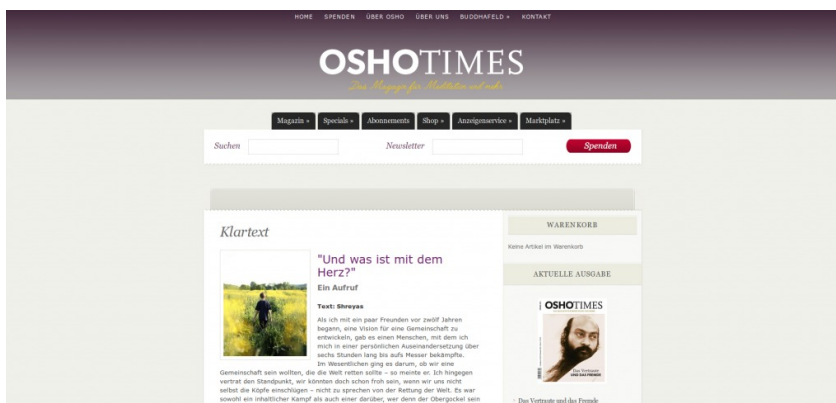 HOME SPENDEN ÜBER OSHO ÜBER UNS BUDDHAFELD » KONTAKT
OSHOTIMES
Das Magazin für Meditation und mehr
Magazin » Specials » Abonnements Shop » Anzeigenservice » Marktplatz »
Suchen Newsletter Spenden
Klartext
"Und was ist mit dem
Herz?"
Ein Aufruf
Text: Shreyas
Als ich mit ein paar Freunden vor zwölf Jahren
begann, eine Vision für eine Gemeinschaft zu
entwickeln, gab es einen Menschen, mit dem ich
mich in einer persönlichen Auseinandersetzung über
sechs Stunden lang bis aufs Messer bekämpfte.
Im Wesentlichen ging es darum, ob wir eine
Gemeinschaft sein wollten, die die Welt retten sollte – so meinte er. Ich hingegen
vertrat den Standpunkt, wir könnten doch schon froh sein, wenn wir uns nicht
selbst die Köpfe einschlügen – nicht zu sprechen von der Rettung der Welt. Es war
sowohl ein inhaltlicher Kampf als auch einer darüber, wer denn der Obergockel sein
WARENKORB
Keine Artikel im Warenkorb
AKTUELLE AUSGABE
OSHOTIMES
Das Vertraute
UND DAS FREMDE
Das Vertraute und das Fremde